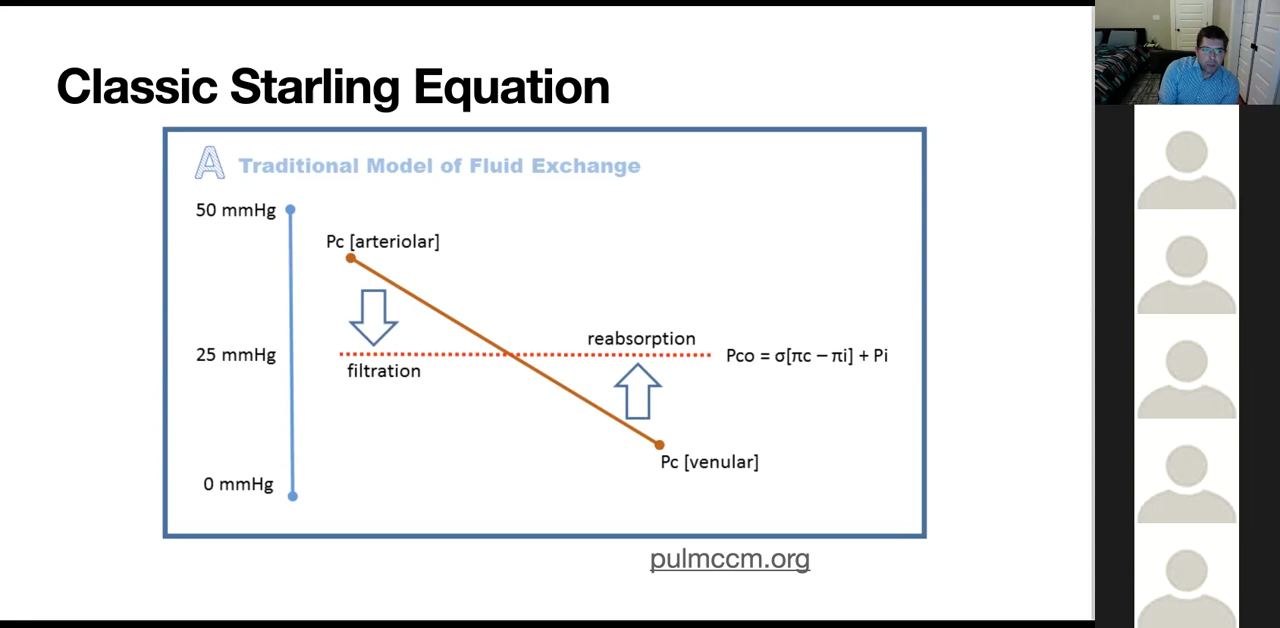 Classic Starling Equation
A Traditional Model of Fluid Exchange
50 mmHg
Pc [arteriolar]
reabsorption
25 mmHg
Pco = σ[πc – πi] + Pi
filtration
Pc [venular]
0 mmHg
pulmccm.org